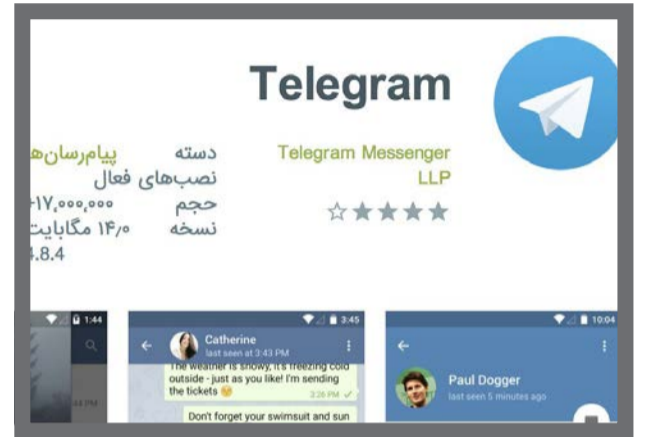 Telegram
Telegram Messenger
LLP
دسته پیام‌رسان‌ه
نصب‌های فعال
حجم +۱۷,۰۰۰,۰۰۰
نسخه ۱۴٫۰ مگابایت
.8.4
1:44
44 PM
3:45
Catherine
last seen at 3:43 PM
The weather is snowy, it's freezing cold
outside - just as you like! I'm sending
the tickets
3:26 PM
Don't forget your swimsuit and sun
10:04
Paul Dogger
last seen 5 minutes ago